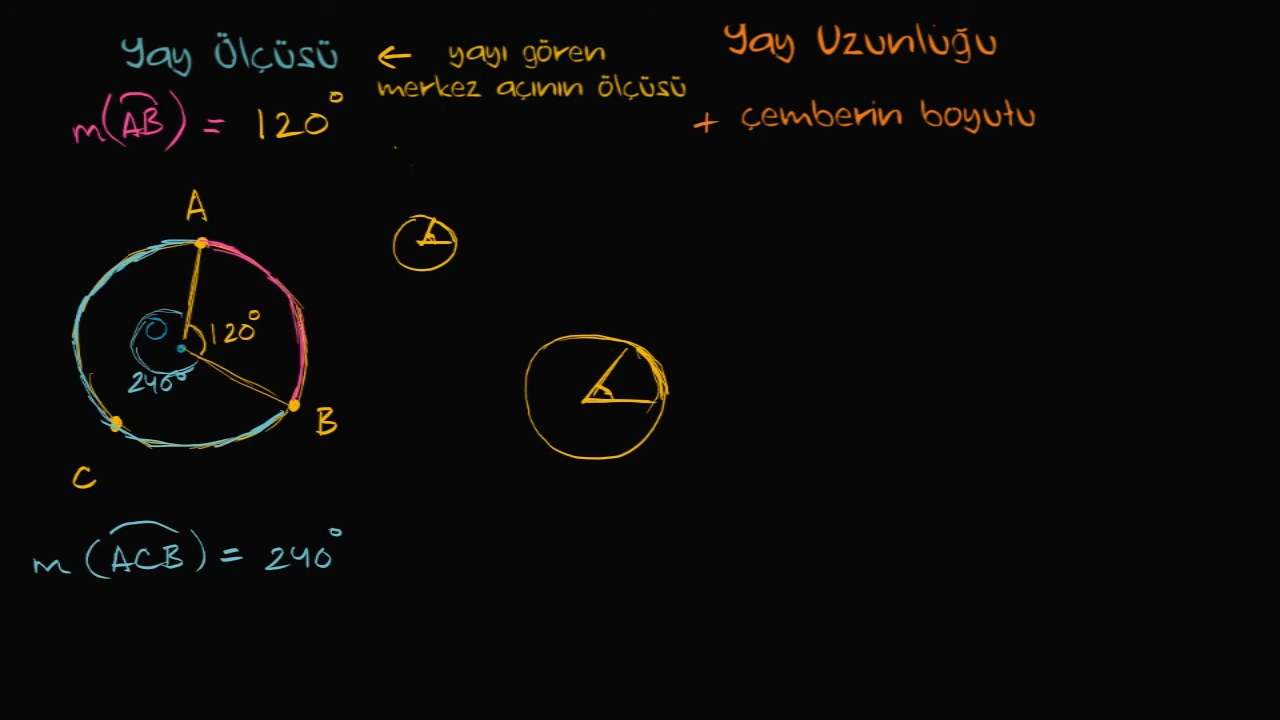 Yay Ölçüsü ← yayı gören
merkez açının ölçüsü
m(AB) = 120°
Yay Uzunluğu
+ çemberin boyutu
A
O
120°
240°
B
C
m(ACB) = 240°